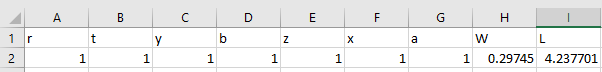 A B C D E F G H I
1 r t y b z x a W L
2 1 1 1 1 1 1 1 0.29745 4.237701